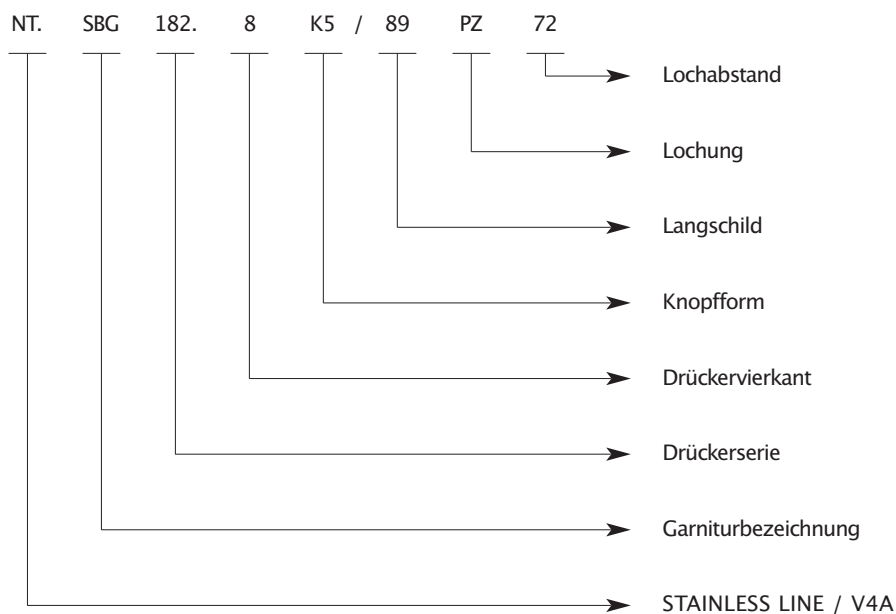 NT. SBG 182. 8 K5 / 89 PZ 72
Lochabstand
Lochung
Langschild
Knopfform
Drückervierkant
Drückerserie
Garniturbezeichnung
STAINLESS LINE / V4A